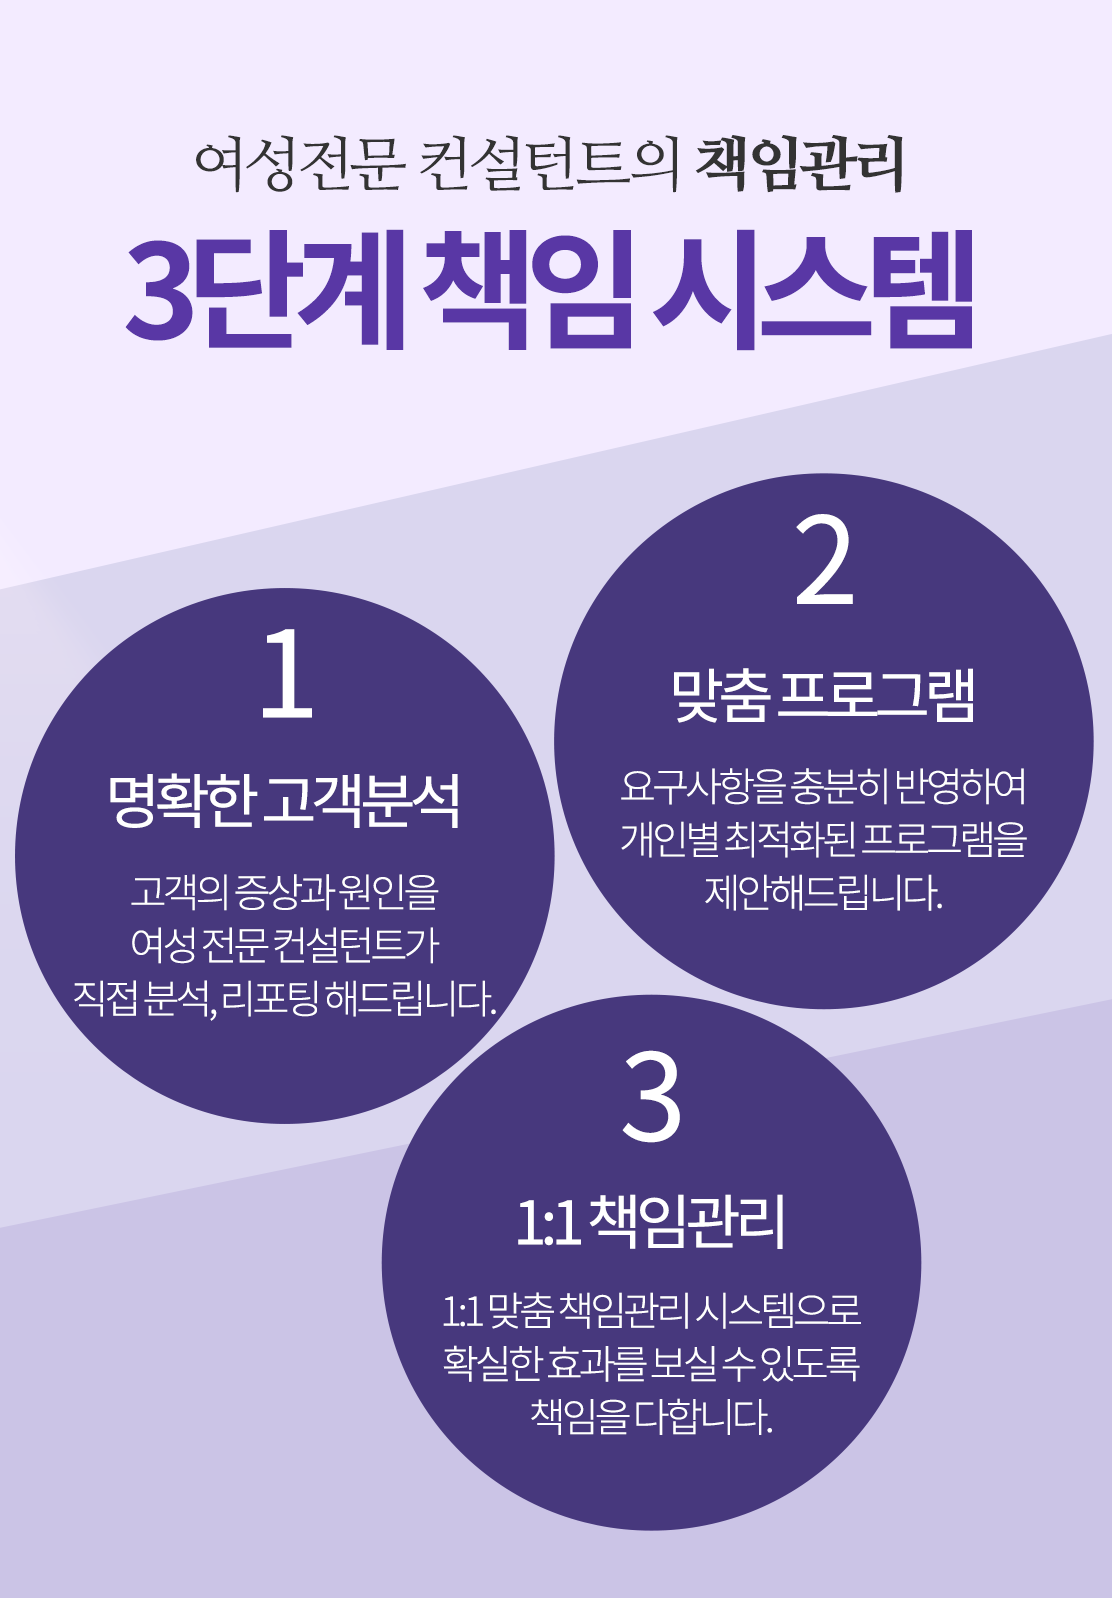 여성전문 컨설턴트의 책임관리
3단계 책임 시스템
1
명확한 고객분석
고객의 증상과 원인을
여성 전문 컨설턴트가
직접 분석, 리포팅 해드립니다.
2
맞춤 프로그램
요구사항을 충분히 반영하여
개인별 최적화된 프로그램을
제안해드립니다.
3
1:1 책임관리
1:1 맞춤 책임관리 시스템으로
확실한 효과를 보실 수 있도록
책임을 다합니다.